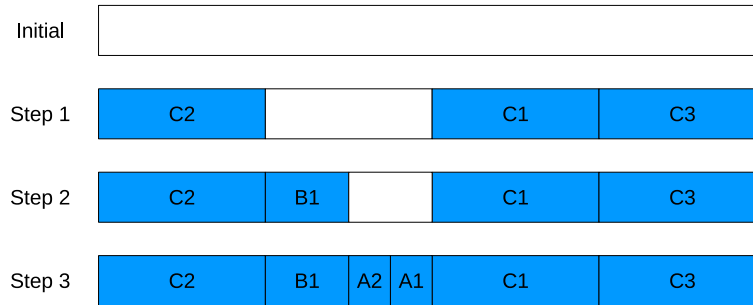 Initial
Step 1 C2 C1 C3
Step 2 C2 B1 C1 C3
Step 3 C2 B1 A2 A1 C1 C3